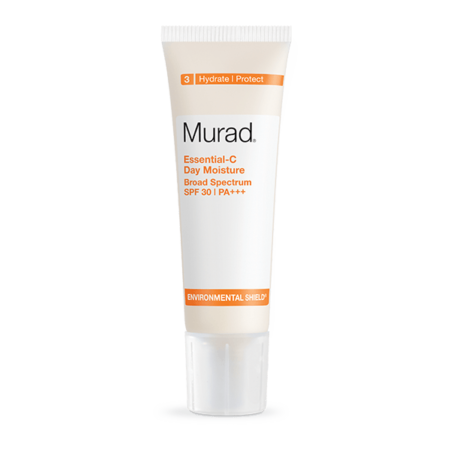 3 Hydrate | Protect
Murad®
Essential-C
Day Moisture
Broad Spectrum
SPF 30 | PA+++
ENVIRONMENTAL SHIELD®